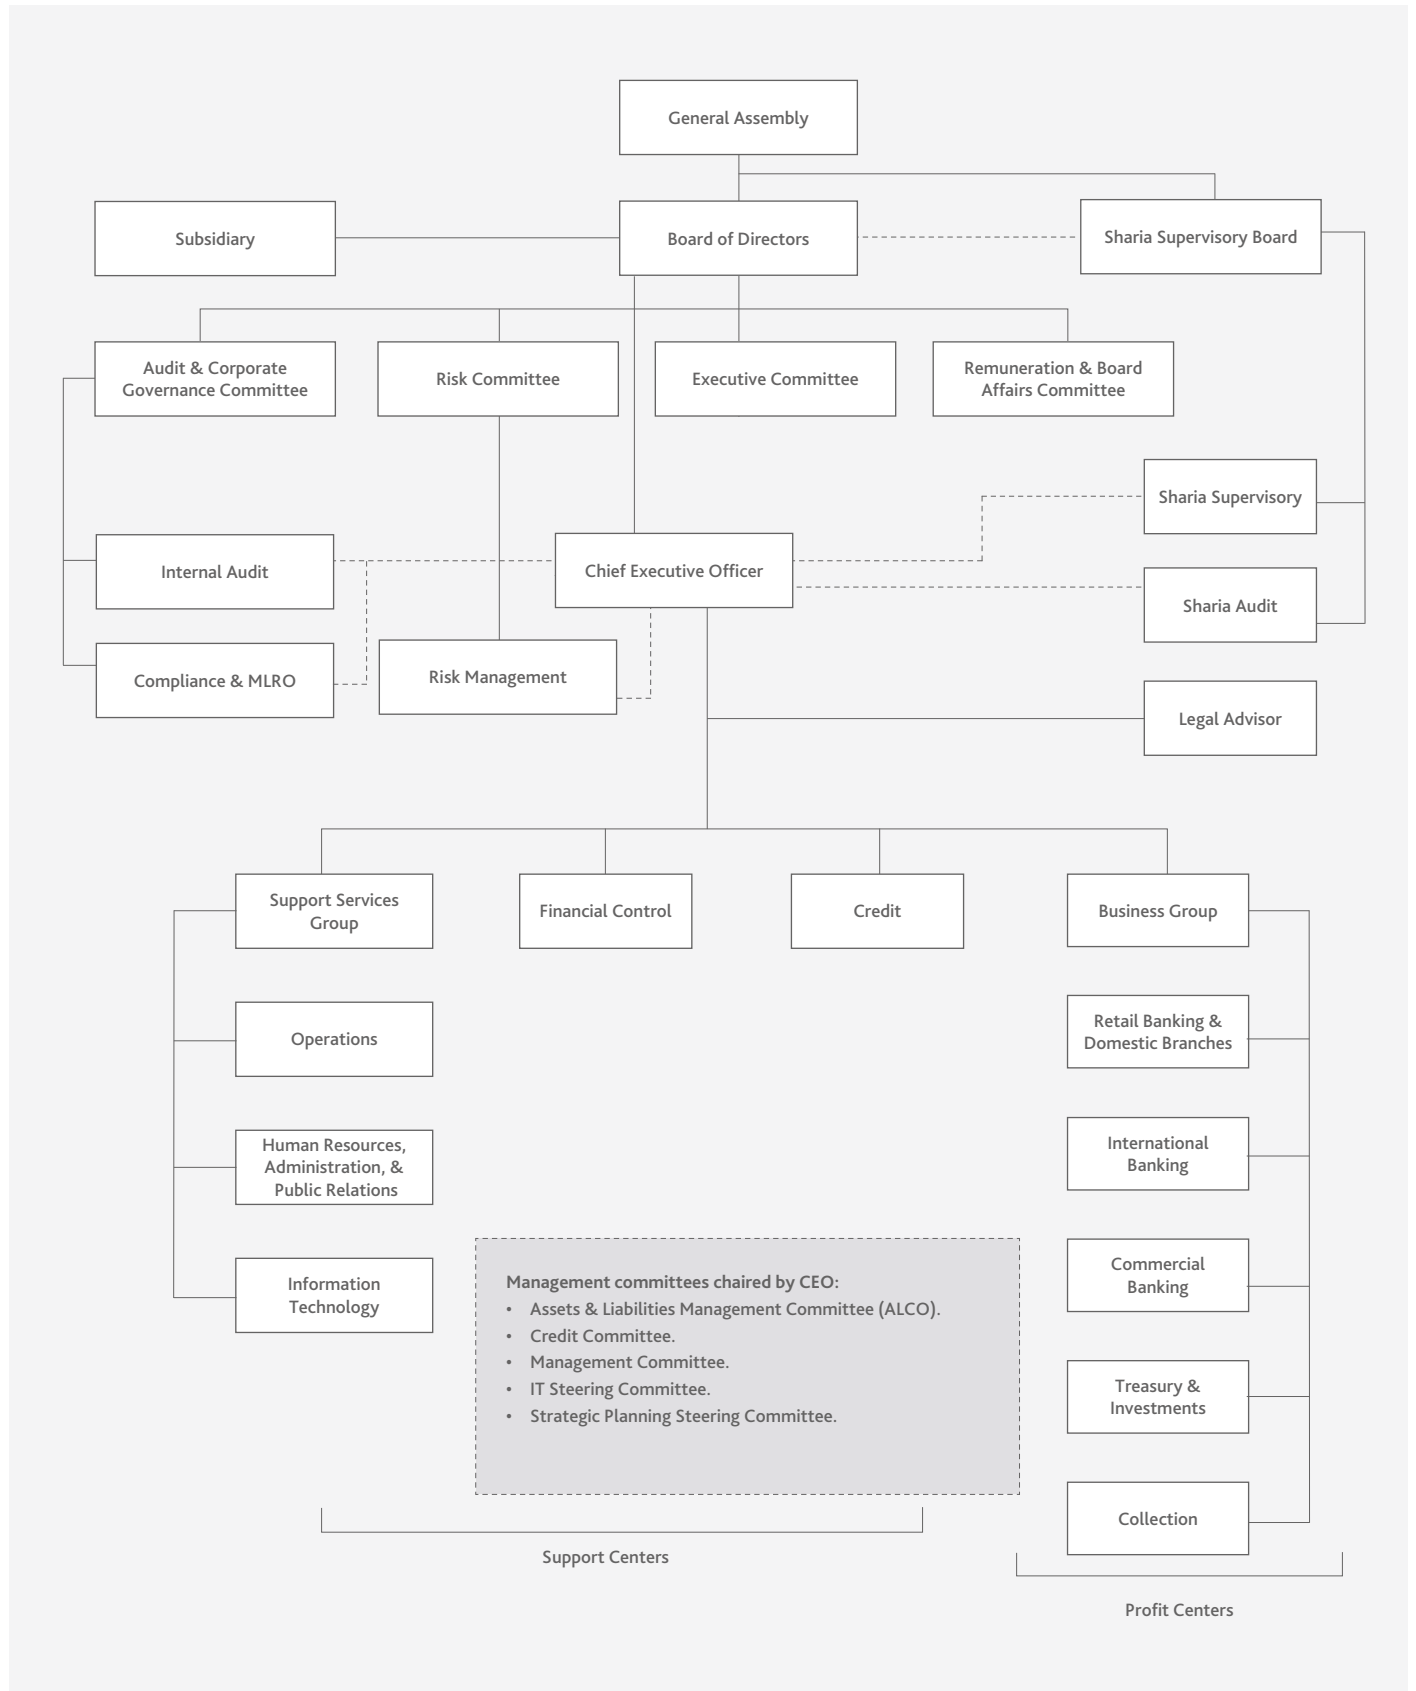 General Assembly
Subsidiary
Board of Directors
Sharia Supervisory Board
Audit & Corporate
Governance Committee
Risk Committee
Executive Committee
Remuneration & Board
Affairs Committee
Sharia Supervisory
Internal Audit
Chief Executive Officer
Sharia Audit
Compliance & MLRO
Risk Management
Legal Advisor
Support Services
Group
Financial Control
Credit
Business Group
Operations
Retail Banking &
Domestic Branches
Human Resources,
Administration, &
Public Relations
International
Banking
Information
Technology
Commercial
Banking
Management committees chaired by CEO:
• Assets & Liabilities Management Committee (ALCO).
• Credit Committee.
• Management Committee.
• IT Steering Committee.
• Strategic Planning Steering Committee.
Treasury &
Investments
Collection
Support Centers
Profit Centers